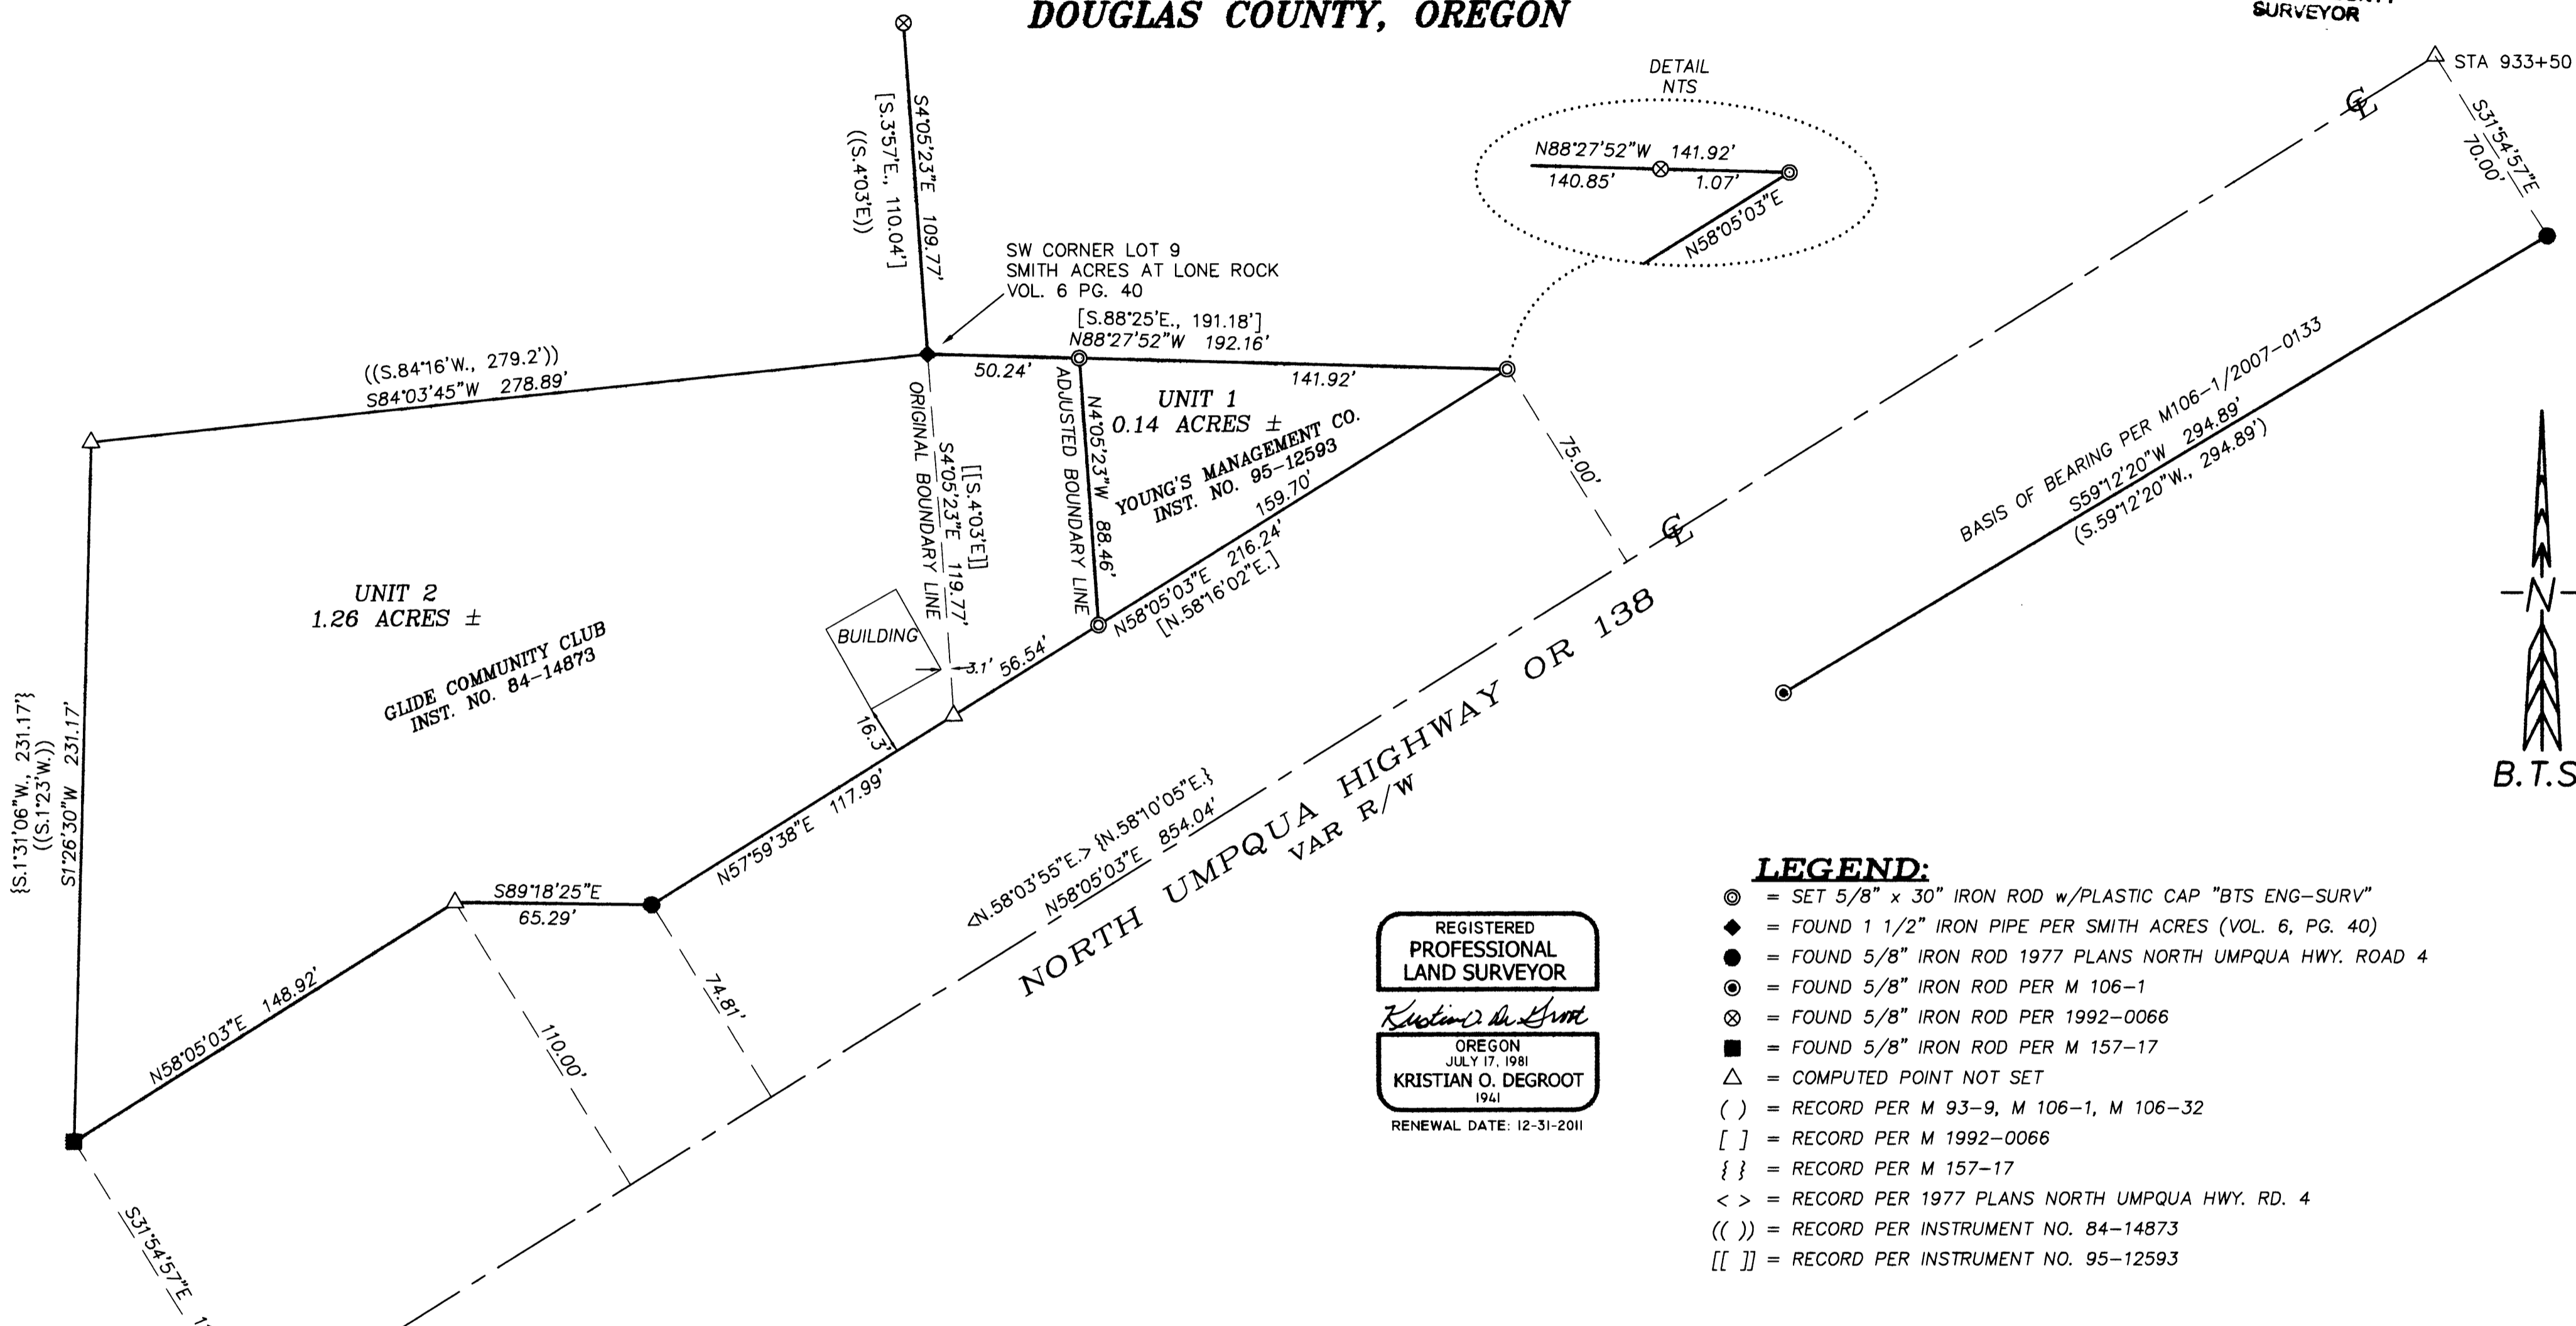 DOUGLAS COUNTY, OREGON
SURVEYOR
STA 933+50
S31°54'57"E
70.00'
DETAIL
NTS
N88°27'52"W 141.92'
140.85' 1.07'
N58°05'03"E
S4°05'23"E 109.77'
[S.3°57'E., 110.04']
((S.4°03'E))
SW CORNER LOT 9
SMITH ACRES AT LONE ROCK
VOL. 6 PG. 40
[S.88°25'E., 191.18']
N88°27'52"W 192.16'
50.24'
141.92'
((S.84°16'W., 279.2'))
S84°03'45"W 278.89'
UNIT 1
0.14 ACRES ±
YOUNG'S MANAGEMENT CO.
INST. NO. 95-12593
N4°05'23"W 88.46'
ADJUSTED BOUNDARY LINE
ORIGINAL BOUNDARY LINE
S4°05'23"E 119.77'
[[S.4°03'E]]
159.70'
N58°05'03"E 216.24'
[N.58°16'02"E.]
75.00'
CL
CL
BASIS OF BEARING PER M106-1/2007-0133
S59°12'20"W 294.89'
(S.59°12'20"W., 294.89')
N
B.T.S
UNIT 2
1.26 ACRES ±
GLIDE COMMUNITY CLUB
INST. NO. 84-14873
BUILDING
3.1'
56.54'
16.3'
N57°59'38"E 117.99'
{S.1°31'06"W., 231.17'}
((S.1°23'W.))
S1°26'30"W 231.17'
S89°18'25"E
65.29'
N58°05'03"E 148.92'
110.00'
74.81'
S31°54'57"E
<N.58°03'55"E.> {N.58°10'05"E.}
N58°05'03"E 854.04'
NORTH UMPQUA HIGHWAY OR 138
VAR R/W
REGISTERED
PROFESSIONAL
LAND SURVEYOR
Kristian O. De Groot
OREGON
JULY 17, 1981
KRISTIAN O. DEGROOT
1941
RENEWAL DATE: 12-31-2011
LEGEND:
= SET 5/8" x 30" IRON ROD w/PLASTIC CAP "BTS ENG-SURV"
= FOUND 1 1/2" IRON PIPE PER SMITH ACRES (VOL. 6, PG. 40)
= FOUND 5/8" IRON ROD 1977 PLANS NORTH UMPQUA HWY. ROAD 4
= FOUND 5/8" IRON ROD PER M 106-1
= FOUND 5/8" IRON ROD PER 1992-0066
= FOUND 5/8" IRON ROD PER M 157-17
= COMPUTED POINT NOT SET
( ) = RECORD PER M 93-9, M 106-1, M 106-32
[ ] = RECORD PER M 1992-0066
{ } = RECORD PER M 157-17
< > = RECORD PER 1977 PLANS NORTH UMPQUA HWY. RD. 4
(( )) = RECORD PER INSTRUMENT NO. 84-14873
[[ ]] = RECORD PER INSTRUMENT NO. 95-12593